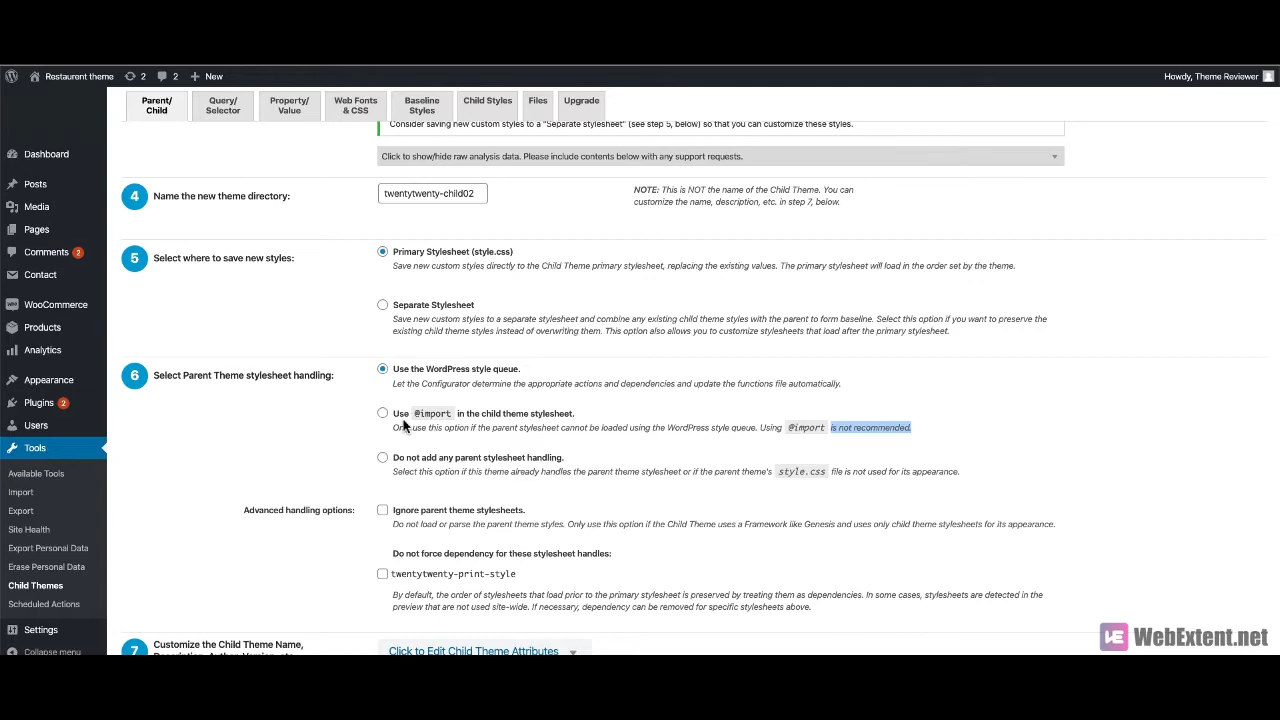 Restaurent theme 2 2 New Howdy, Theme Reviewer
Parent/
Child
Query/
Selector
Property/
Value
Web Fonts
& CSS
Baseline
Styles
Child Styles
Files
Upgrade
Consider saving new custom styles to a "Separate stylesheet" (see step 5, below) so that you can customize these styles.
Click to show/hide raw analysis data. Please include contents below with any support requests.
Dashboard
Posts
Media
Pages
Comments 2
Contact
WooCommerce
Products
Analytics
Appearance
Plugins 2
Users
Tools
Available Tools
Import
Export
Site Health
Export Personal Data
Erase Personal Data
Child Themes
Scheduled Actions
Settings
Collapse menu
4 Name the new theme directory: twentytwenty-child02
NOTE: This is NOT the name of the Child Theme. You can
customize the name, description, etc. in step 7, below.
5 Select where to save new styles:
Primary Stylesheet (style.css)
Save new custom styles directly to the Child Theme primary stylesheet, replacing the existing values. The primary stylesheet will load in the order set by the theme.
Separate Stylesheet
Save new custom styles to a separate stylesheet and combine any existing child theme styles with the parent to form baseline. Select this option if you want to preserve the
existing child theme styles instead of overwriting them. This option also allows you to customize stylesheets that load after the primary stylesheet.
6 Select Parent Theme stylesheet handling:
Use the WordPress style queue.
Let the Configurator determine the appropriate actions and dependencies and update the functions file automatically.
Use @import in the child theme stylesheet.
use this option if the parent stylesheet cannot be loaded using the WordPress style queue. Using @import is not recommended.
Do not add any parent stylesheet handling.
Select this option if this theme already handles the parent theme stylesheet or if the parent theme's style.css file is not used for its appearance.
Advanced handling options:
Ignore parent theme stylesheets.
Do not load or parse the parent theme styles. Only use this option if the Child Theme uses a Framework like Genesis and uses only child theme stylesheets for its appearance.
Do not force dependency for these stylesheet handles:
twentytwenty-print-style
By default, the order of stylesheets that load prior to the primary stylesheet is preserved by treating them as dependencies. In some cases, stylesheets are detected in the
preview that are not used site-wide. If necessary, dependency can be removed for specific stylesheets above.
7 Customize the Child Theme Name,
Click to Edit Child Theme Attributes
WebExtent.net